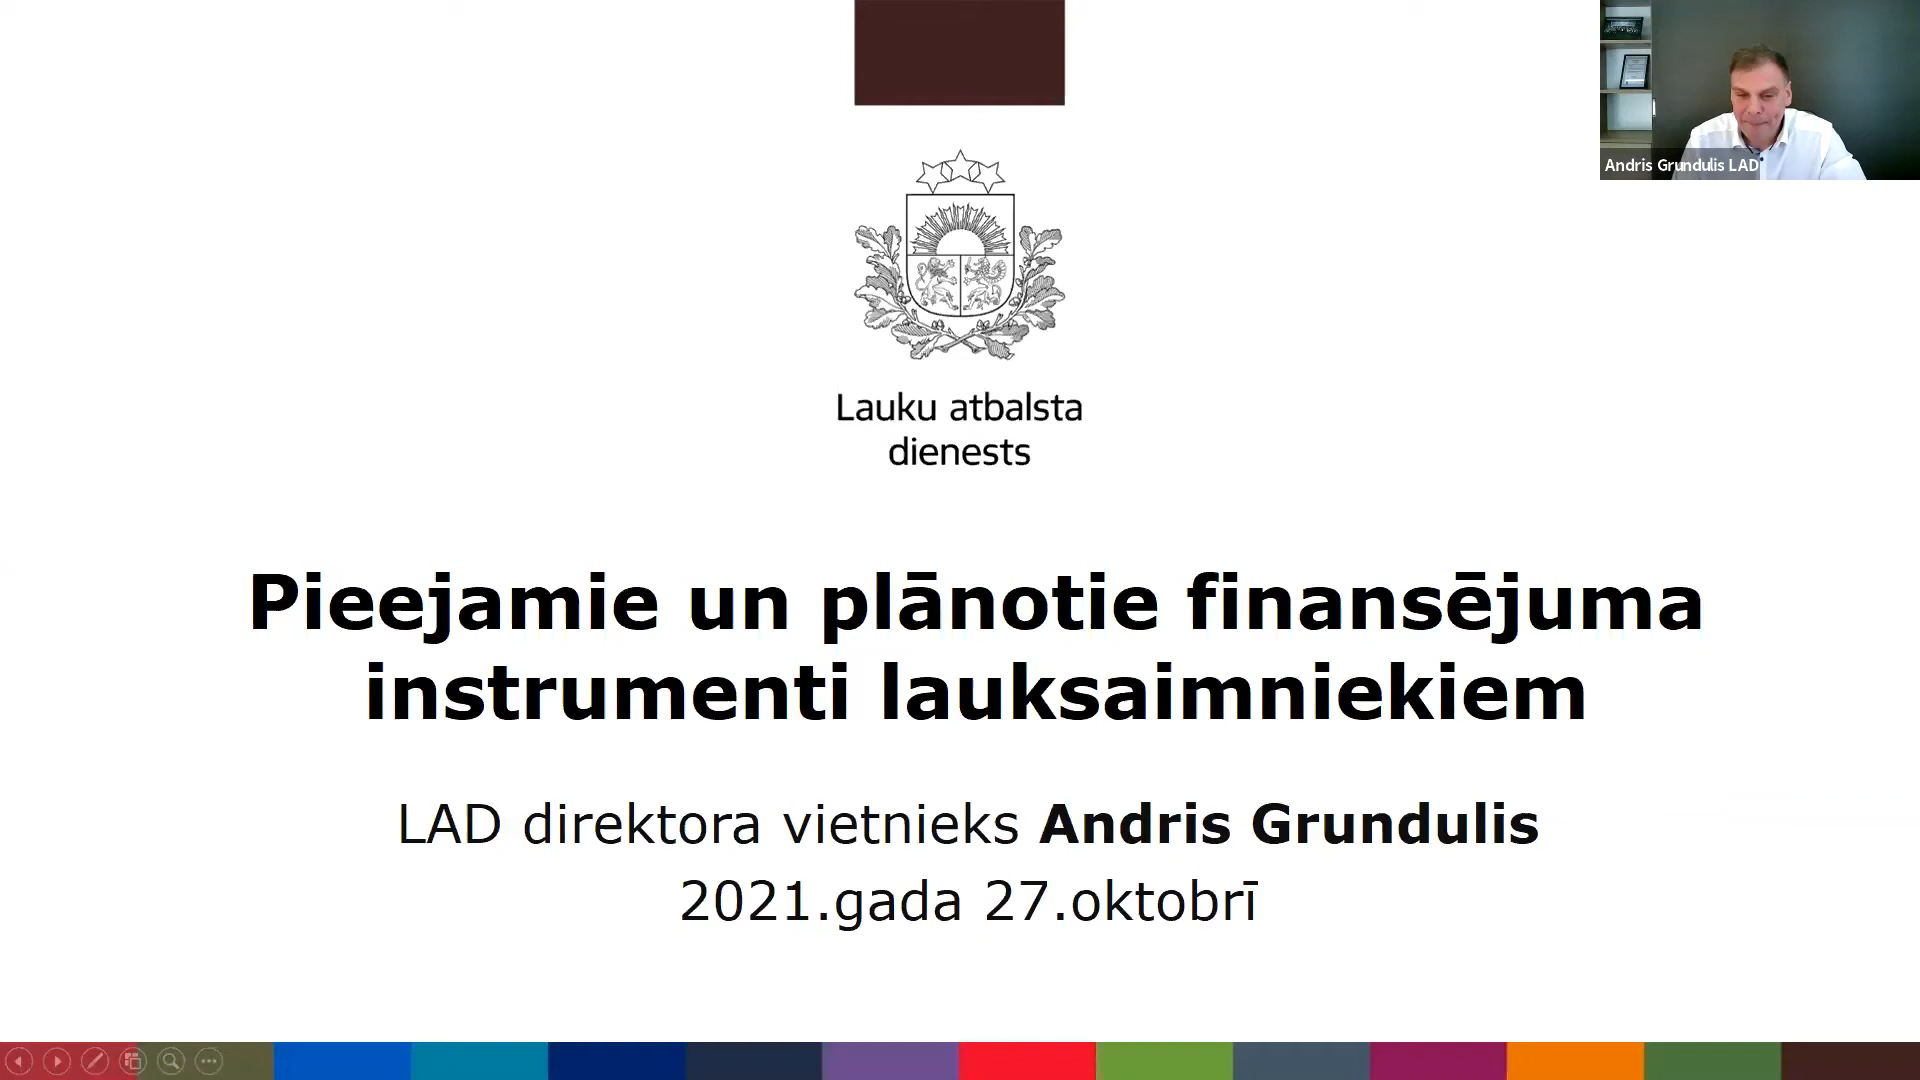 Andris Grundulis LAD
Lauku atbalsta
dienests
Pieejamie un plānotie finansējuma
instrumenti lauksaimniekiem
LAD direktora vietnieks Andris Grundulis
2021.gada 27.oktobrī